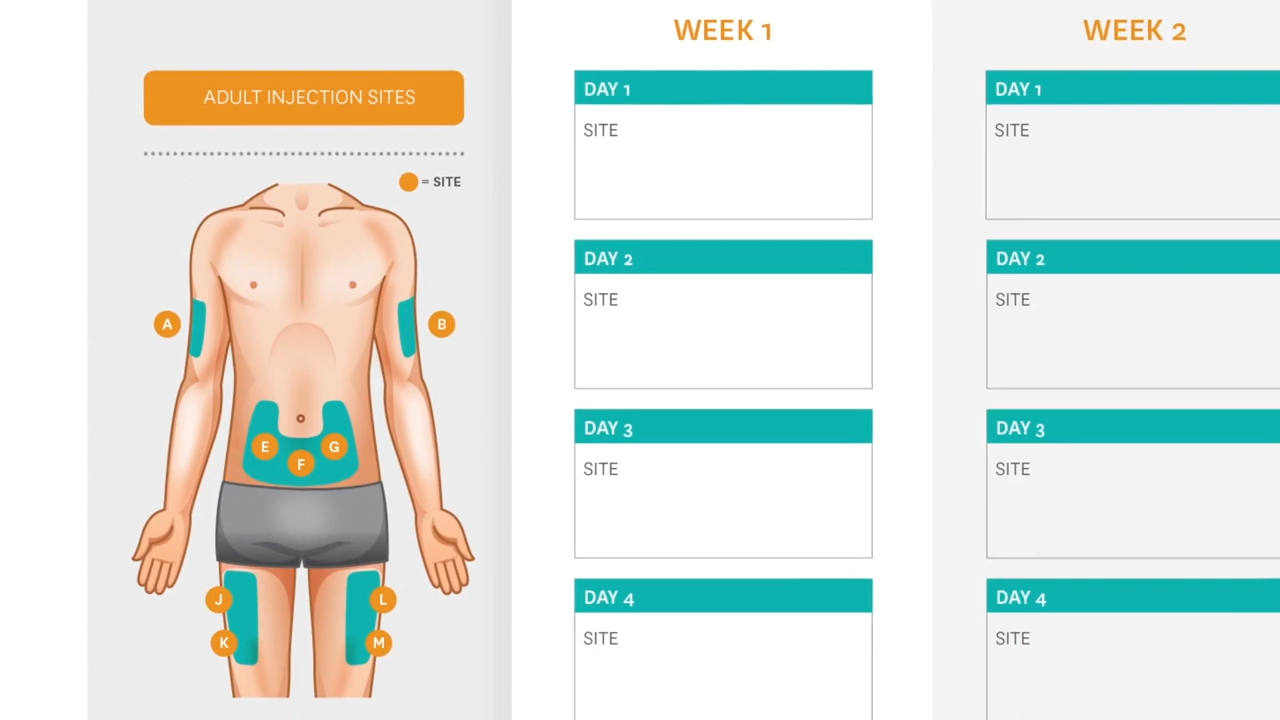 ADULT INJECTION SITES
= SITE
A
B
E
G
F
J
L
K
M
WEEK 1
DAY 1
SITE
DAY 2
SITE
DAY 3
SITE
DAY 4
SITE
WEEK 2
DAY 1
SITE
DAY 2
SITE
DAY 3
SITE
DAY 4
SITE